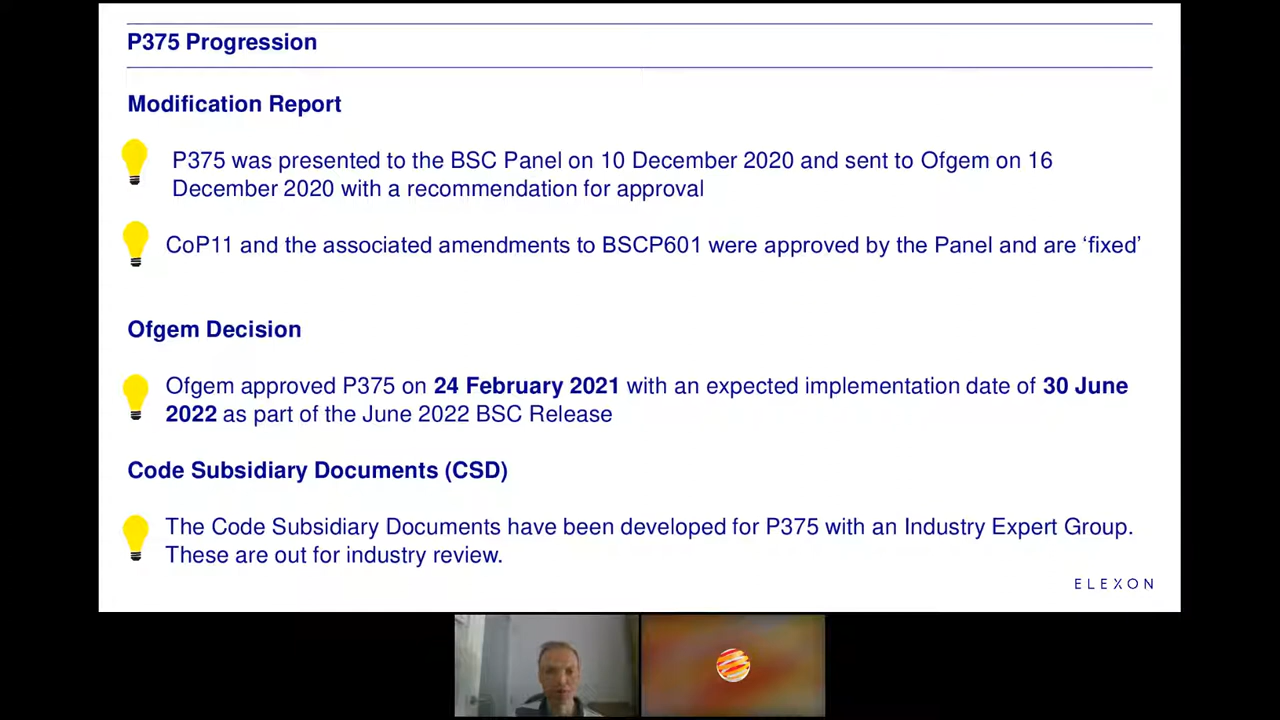 P375 Progression
Modification Report
P375 was presented to the BSC Panel on 10 December 2020 and sent to Ofgem on 16
December 2020 with a recommendation for approval
CoP11 and the associated amendments to BSCP601 were approved by the Panel and are ‘fixed’
Ofgem Decision
Ofgem approved P375 on 24 February 2021 with an expected implementation date of 30 June
2022 as part of the June 2022 BSC Release
Code Subsidiary Documents (CSD)
The Code Subsidiary Documents have been developed for P375 with an Industry Expert Group.
These are out for industry review.
ELEXON